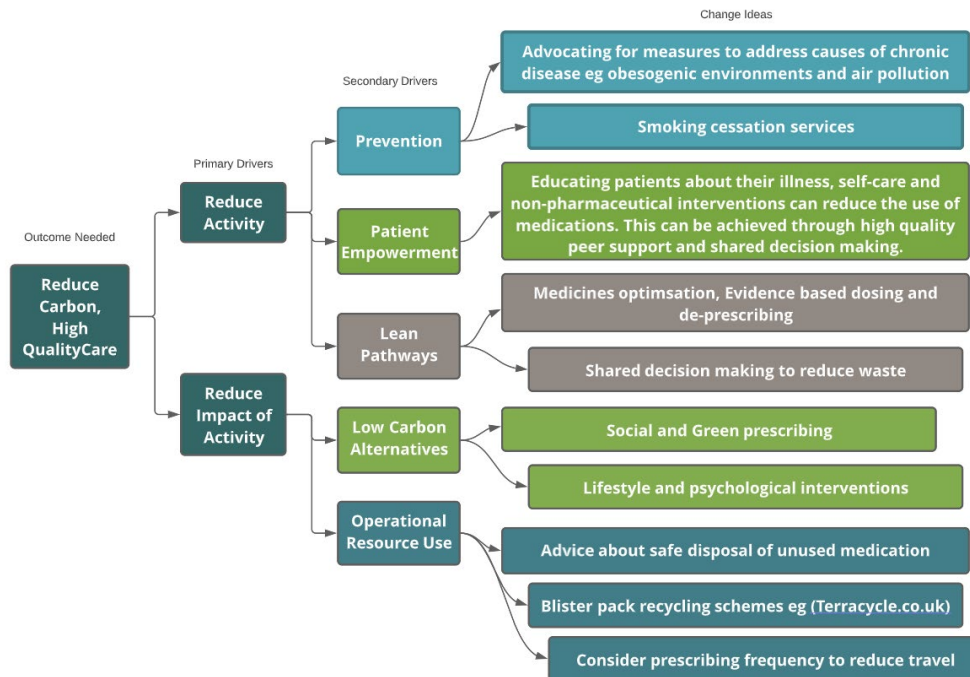 Change Ideas
Advocating for measures to address causes of chronic
disease eg obesogenic environments and air pollution
Secondary Drivers
Prevention
Smoking cessation services
Primary Drivers
Reduce
Activity
Educating patients about their illness, self-care and
non-pharmaceutical interventions can reduce the use of
medications. This can be achieved through high quality
peer support and shared decision making.
Patient
Empowerment
Outcome Needed
Reduce
Carbon,
High
QualityCare
Medicines optimsation, Evidence based dosing and
de-prescribing
Lean
Pathways
Shared decision making to reduce waste
Reduce
Impact of
Activity
Low Carbon
Alternatives
Social and Green prescribing
Lifestyle and psychological interventions
Operational
Resource Use
Advice about safe disposal of unused medication
Blister pack recycling schemes eg (Terracycle.co.uk)
Consider prescribing frequency to reduce travel